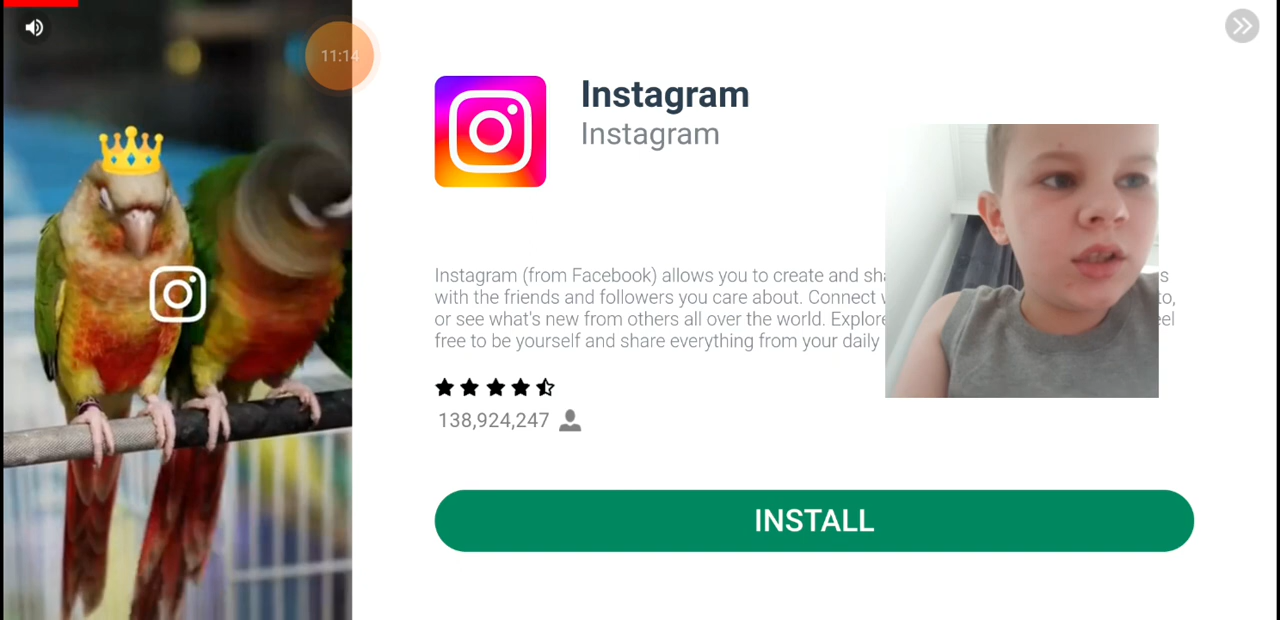 11:14
Instagram
Instagram
Instagram (from Facebook) allows you to create and s
with the friends and followers you care about. Connect to,
or see what's new from others all over the world. Explore
free to be yourself and share everything from your daily
138,924,247
INSTALL